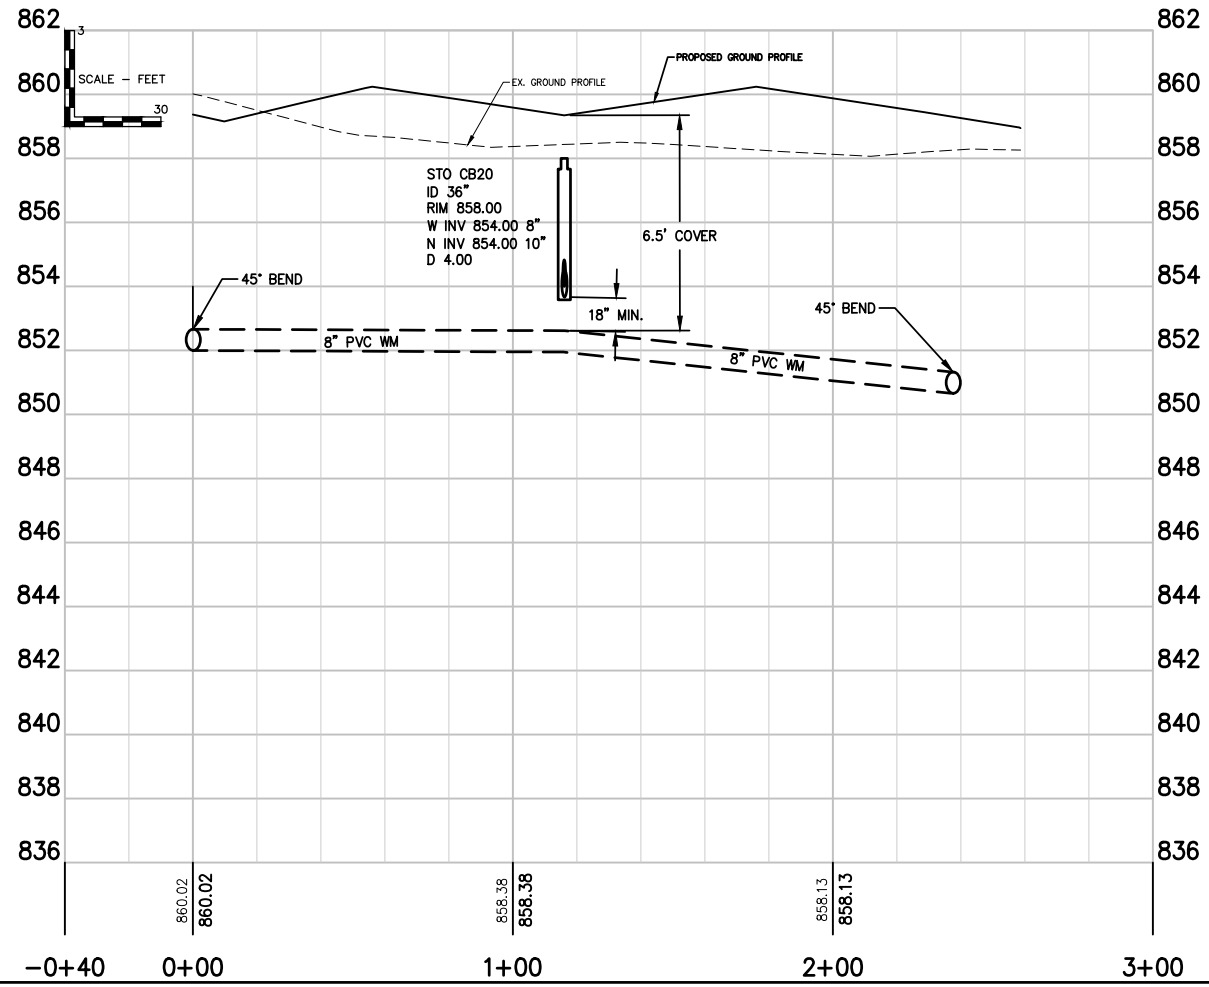 862
862
3
PROPOSED GROUND PROFILE
SCALE – FEET
860
EX. GROUND PROFILE
860
30
858
858
STO CB20
ID 36"
RIM 858.00
W INV 854.00 8"
N INV 854.00 10"
D 4.00
856
856
6.5' COVER
854
854
45° BEND
45° BEND
18" MIN.
852
8" PVC WM
8" PVC WM
852
850
850
848
848
846
846
844
844
842
842
840
840
838
838
836
836
860.02
860.02
858.38
858.38
858.13
858.13
-0+40 0+00 1+00 2+00 3+00